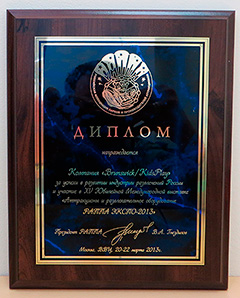 ДИПЛОМ
награждается
Компания «Brunswick/KidsPlay»
за успехи в развитии индустрии развлечений России
и участие в XV Юбилейной Международной выставке
«Аттракционы и развлекательное оборудование
РАППА ЭКСПО-2013»
Президент РАППА В.А. Гнездилов
Москва, ВВЦ, 20-22 марта 2013г.